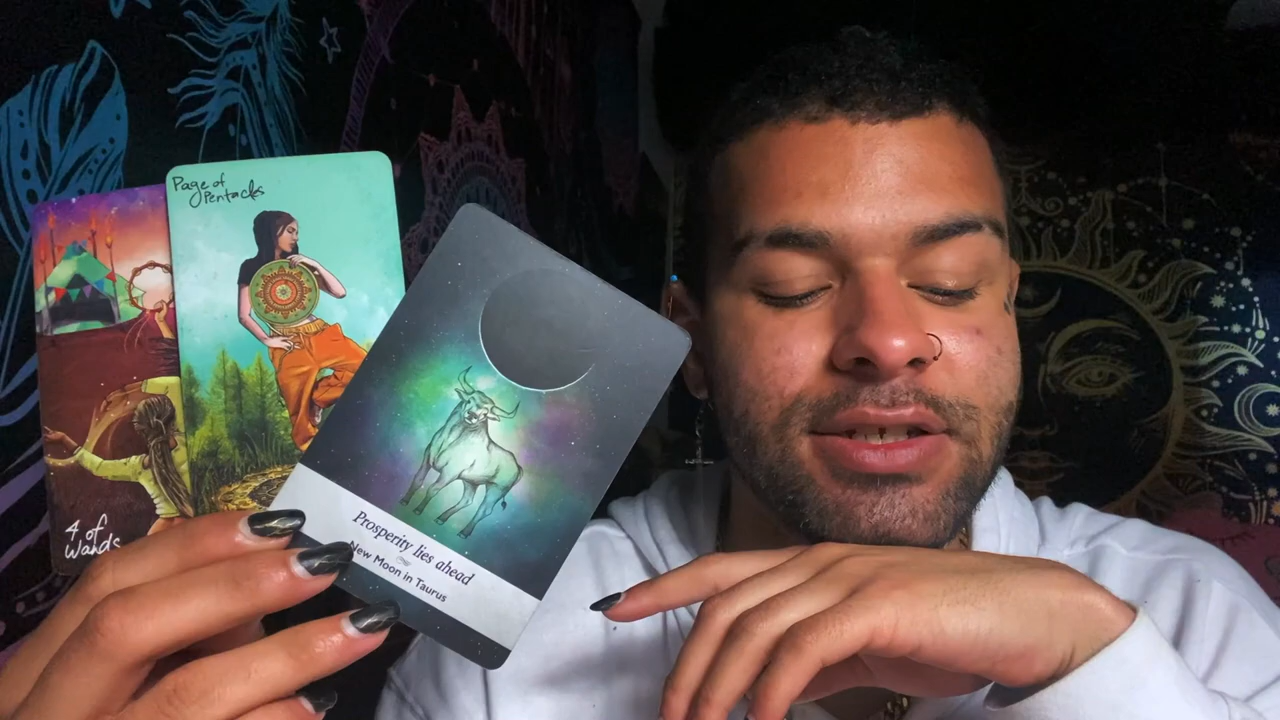 Page of
Pentacles
4 of
Wands
Prosperity lies ahead
New Moon in Taurus